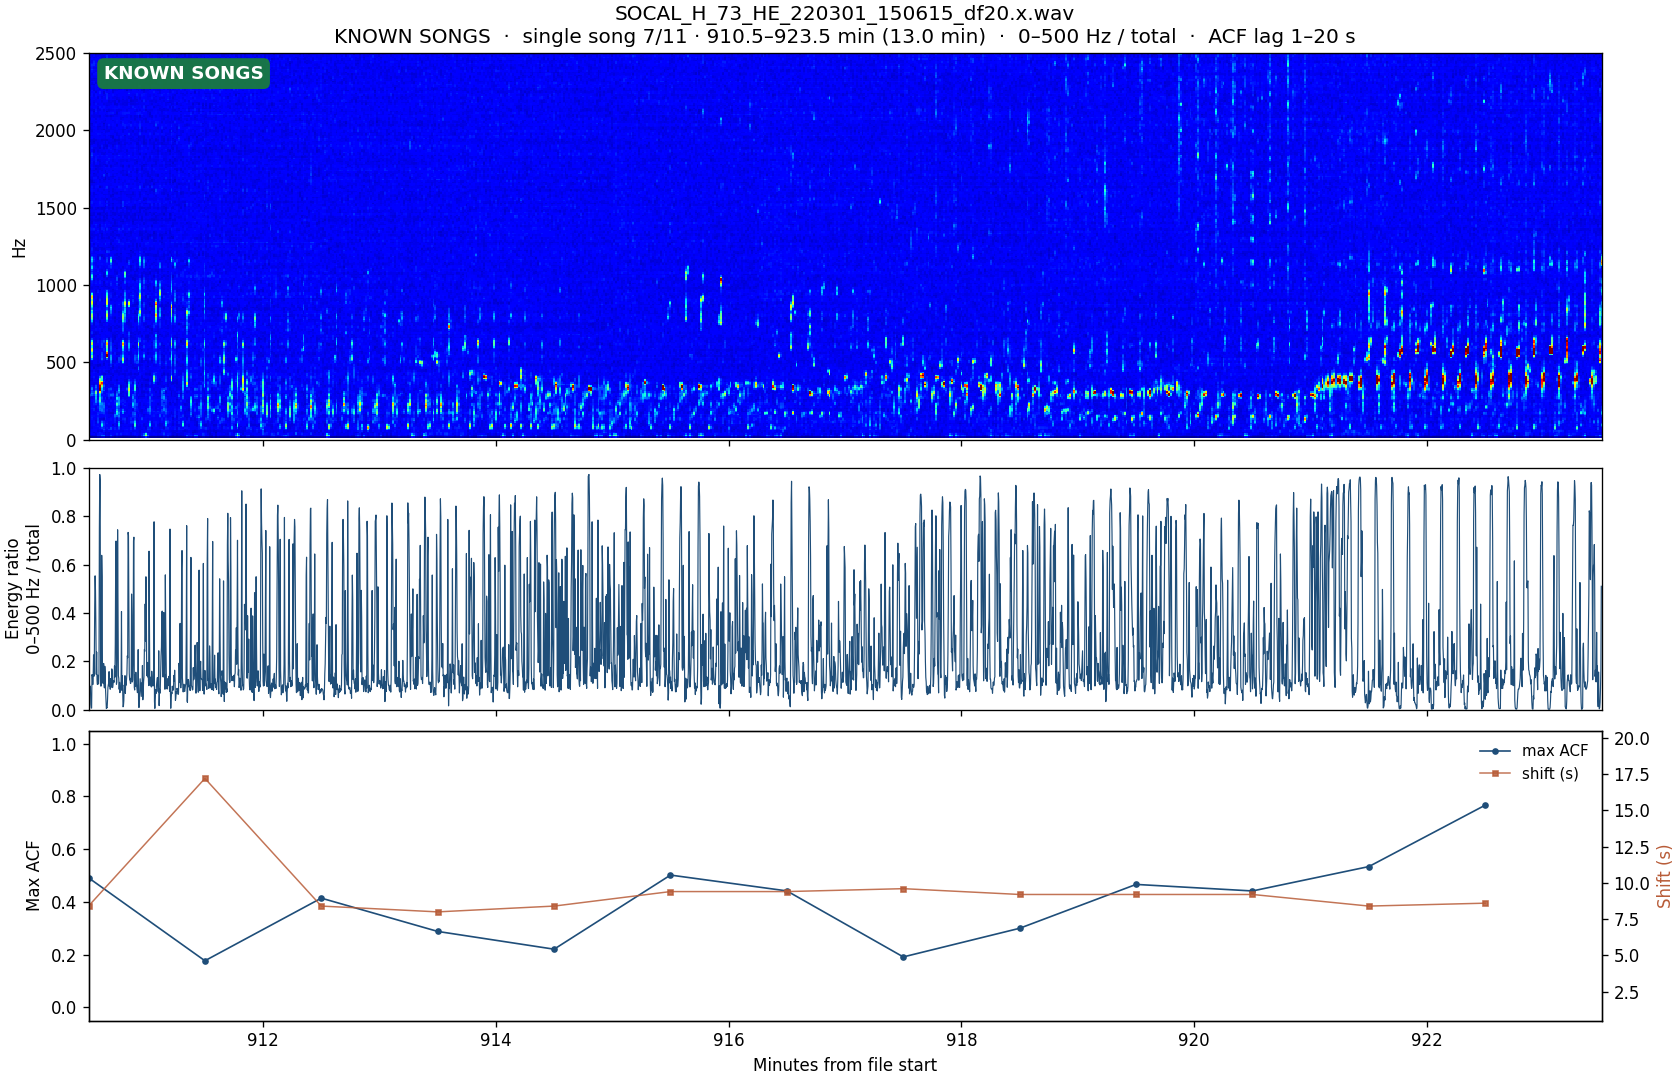 SOCAL_H_73_HE_220301_150615_df20.x.wav
KNOWN SONGS · single song 7/11 · 910.5–923.5 min (13.0 min) · 0–500 Hz / total · ACF lag 1–20 s
KNOWN SONGS
2500
2000
1500
1000
500
0
Hz
1.0
0.8
0.6
0.4
0.2
0.0
Energy ratio
0–500 Hz / total
1.0
0.8
0.6
0.4
0.2
0.0
Max ACF
max ACF
shift (s)
20.0
17.5
15.0
12.5
10.0
7.5
5.0
2.5
Shift (s)
912
914
916
918
920
922
Minutes from file start